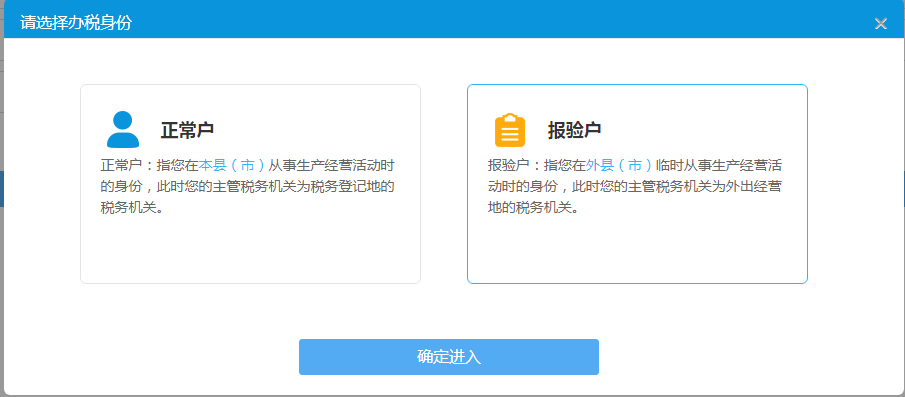 请选择办税身份
正常户
正常户：指您在本县（市）从事生产经营活动时
的身份，此时您的主管税务机关为税务登记地的
税务机关。
报验户
报验户：指您在外县（市）临时从事生产经营活
动时的身份，此时您的主管税务机关为外出经营
地的税务机关。
确定进入